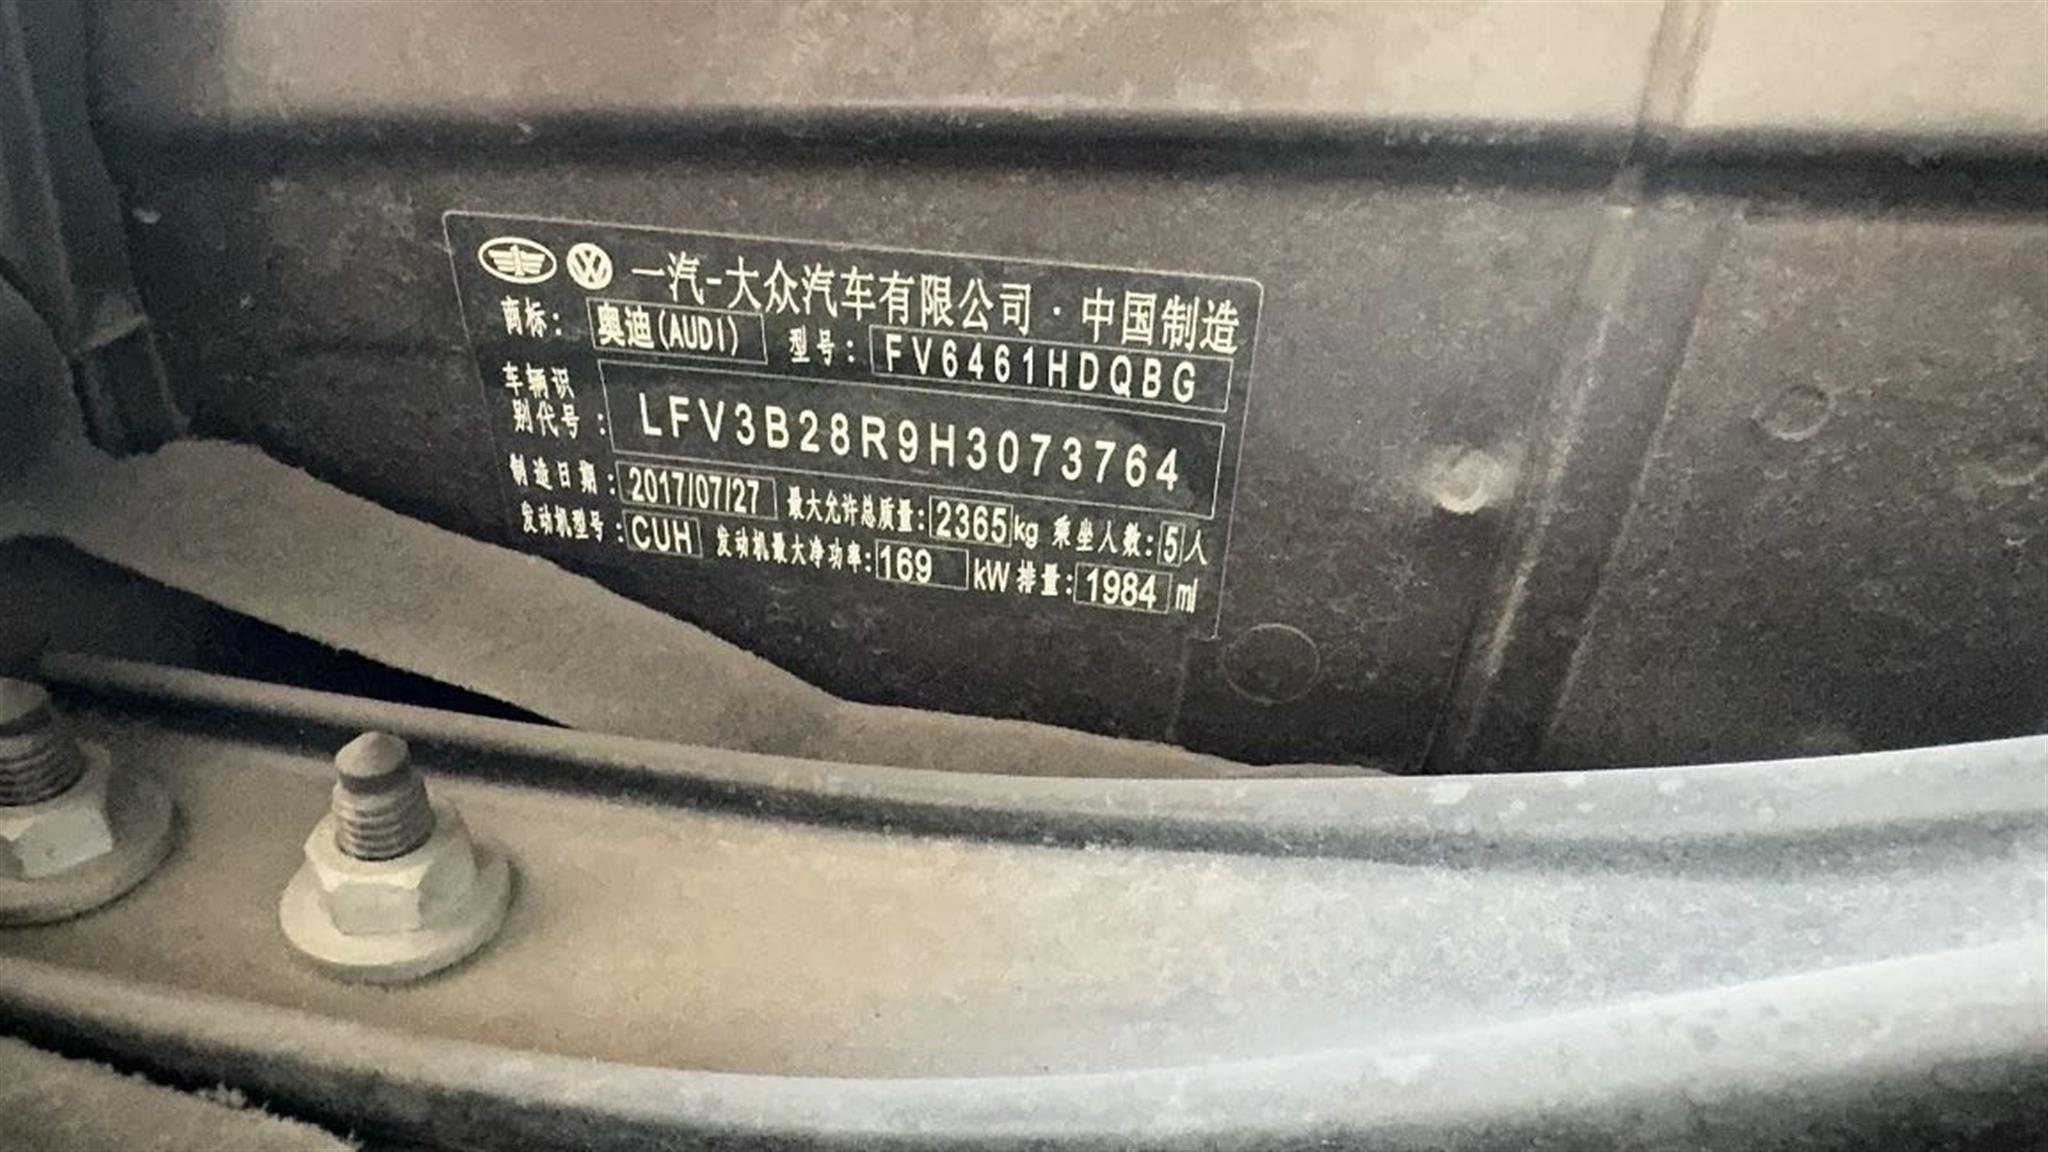 一汽-大众汽车有限公司·中国制造
商标: 奥迪(AUDI) 型号: FV6461HDQBG
车辆识别代号: LFV3B28R9H3073764
制造日期: 2017/07/27 最大允许总质量: 2365kg 乘坐人数: 5人
发动机型号: CUH 发动机最大净功率: 169 kW 排量: 1984 ml